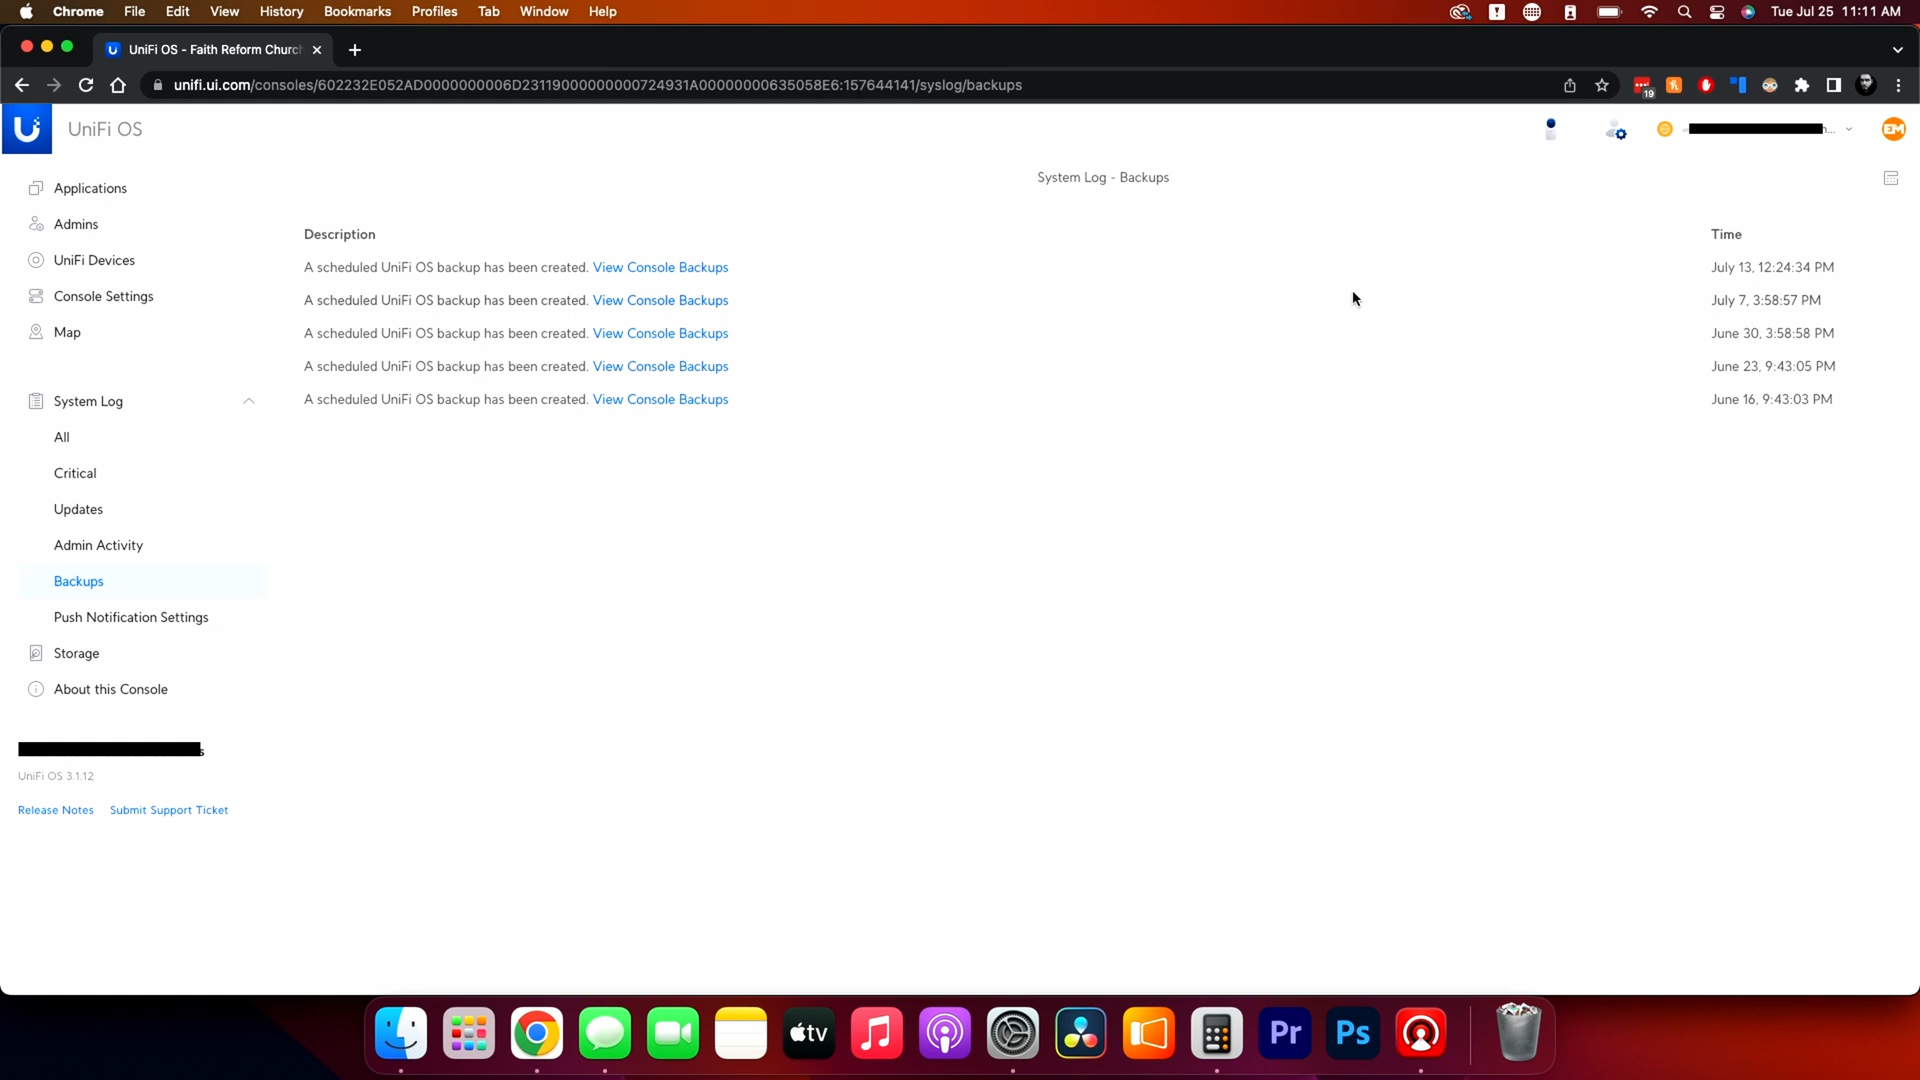 Chrome File Edit View History Bookmarks Profiles Tab Window Help
Tue Jul 25 11:11 AM
UniFi OS - Faith Reform Church
unifi.ui.com/consoles/602232E052AD0000000006D23119000000000724931A00000000635058E6:157644141/syslog/backups
19
UniFi OS
EM
Applications
Admins
UniFi Devices
Console Settings
Map
System Log
All
Critical
Updates
Admin Activity
Backups
Push Notification Settings
Storage
About this Console
UniFi OS 3.1.12
Release Notes Submit Support Ticket
System Log - Backups
Description Time
A scheduled UniFi OS backup has been created. View Console Backups July 13, 12:24:34 PM
A scheduled UniFi OS backup has been created. View Console Backups July 7, 3:58:57 PM
A scheduled UniFi OS backup has been created. View Console Backups June 30, 3:58:58 PM
A scheduled UniFi OS backup has been created. View Console Backups June 23, 9:43:05 PM
A scheduled UniFi OS backup has been created. View Console Backups June 16, 9:43:03 PM
tv
Pr
Ps